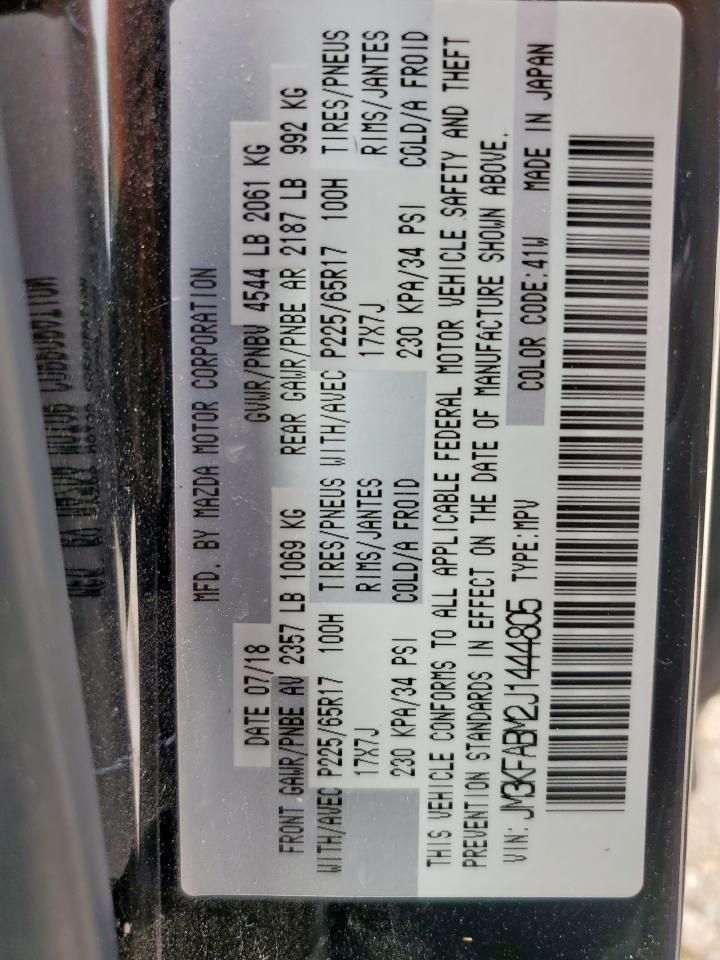 MFD. BY MAZDA MOTOR CORPORATION
DATE 07/18 GVWR/PNBV 4544 LB 2061 KG
FRONT GAWR/PNBE AV 2357 LB 1069 KG REAR GAWR/PNBE AR 2187 LB 992 KG
WITH/AVEC P225/65R17 100H TIRES/PNEUS WITH/AVEC P225/65R17 100H TIRES/PNEUS
17X7J RIMS/JANTES 17X7J RIMS/JANTES
230 KPA/34 PSI COLD/A FROID 230 KPA/34 PSI COLD/A FROID
THIS VEHICLE CONFORMS TO ALL APPLICABLE FEDERAL MOTOR VEHICLE SAFETY AND THEFT
PREVENTION STANDARDS IN EFFECT ON THE DATE OF MANUFACTURE SHOWN ABOVE.
VIN: JM3KFABM2J1444805 TYPE:MPV COLOR CODE:41W MADE IN JAPAN